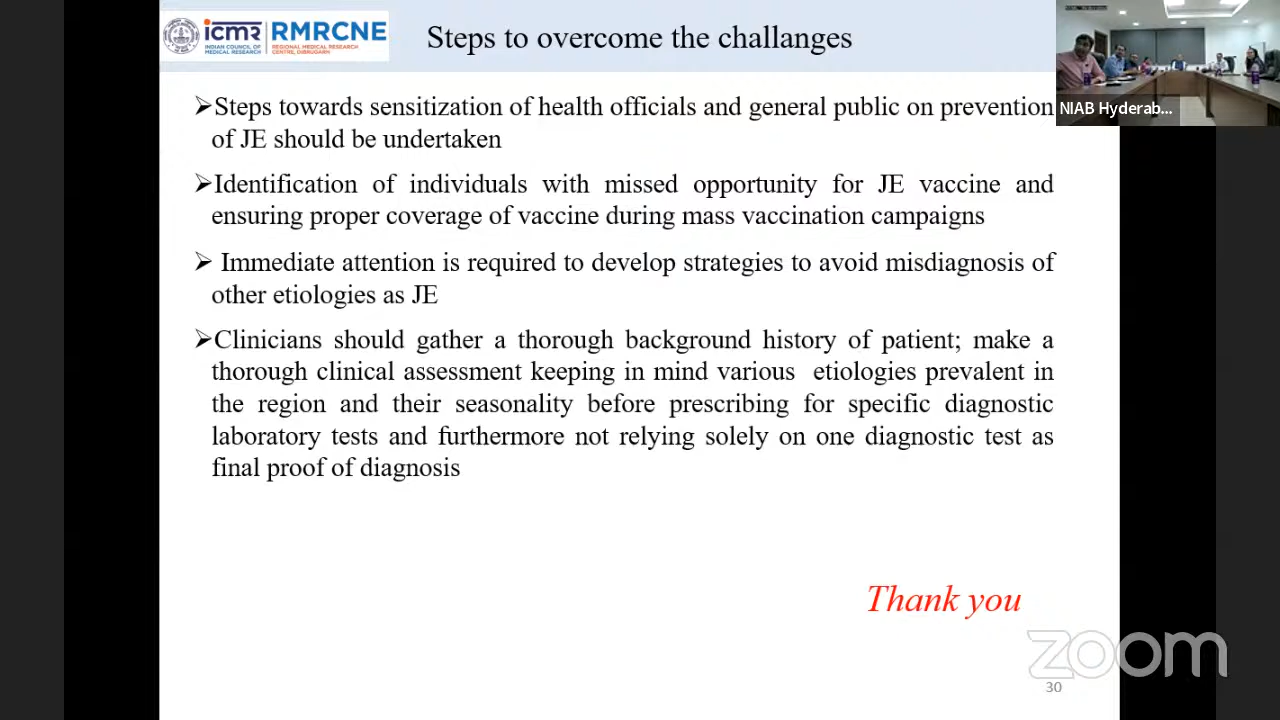 icmr RMRCNE
INDIAN COUNCIL OF MEDICAL RESEARCH
REGIONAL MEDICAL RESEARCH CENTRE, DIBRUGARH
Steps to overcome the challanges
NIAB Hyderab...
➢Steps towards sensitization of health officials and general public on prevention
of JE should be undertaken
➢Identification of individuals with missed opportunity for JE vaccine and
ensuring proper coverage of vaccine during mass vaccination campaigns
➢ Immediate attention is required to develop strategies to avoid misdiagnosis of
other etiologies as JE
➢Clinicians should gather a thorough background history of patient; make a
thorough clinical assessment keeping in mind various etiologies prevalent in
the region and their seasonality before prescribing for specific diagnostic
laboratory tests and furthermore not relying solely on one diagnostic test as
final proof of diagnosis
Thank you
zoom
30